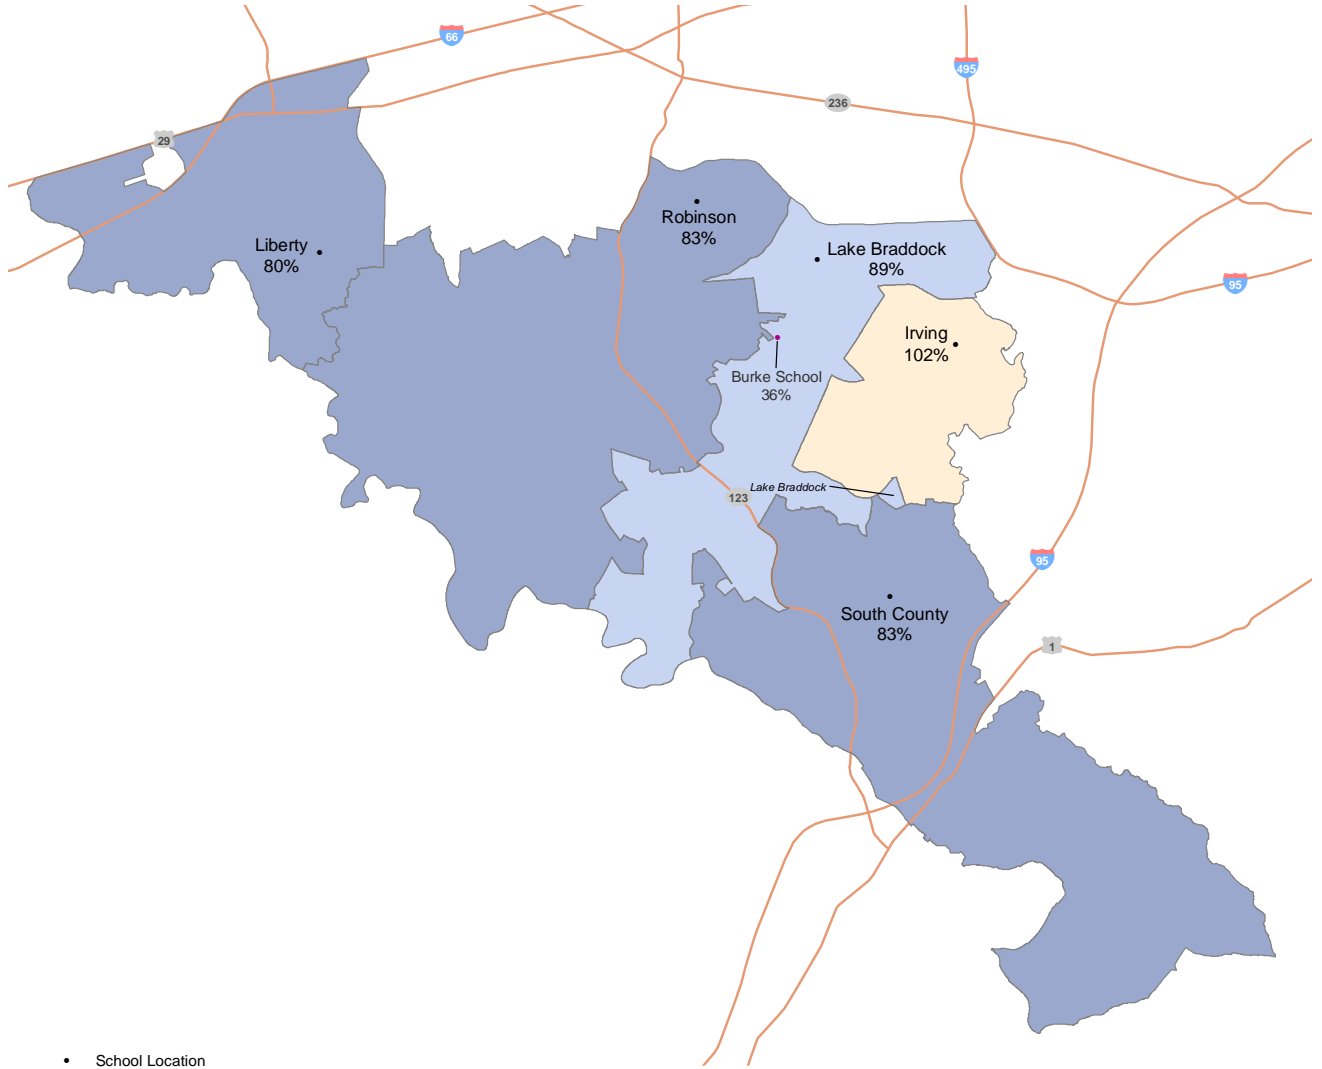 66
495
236
29
Robinson
83%
Liberty
80%
Lake Braddock
89%
95
Irving
102%
Burke School
36%
Lake Braddock
123
95
South County
83%
1
School Location